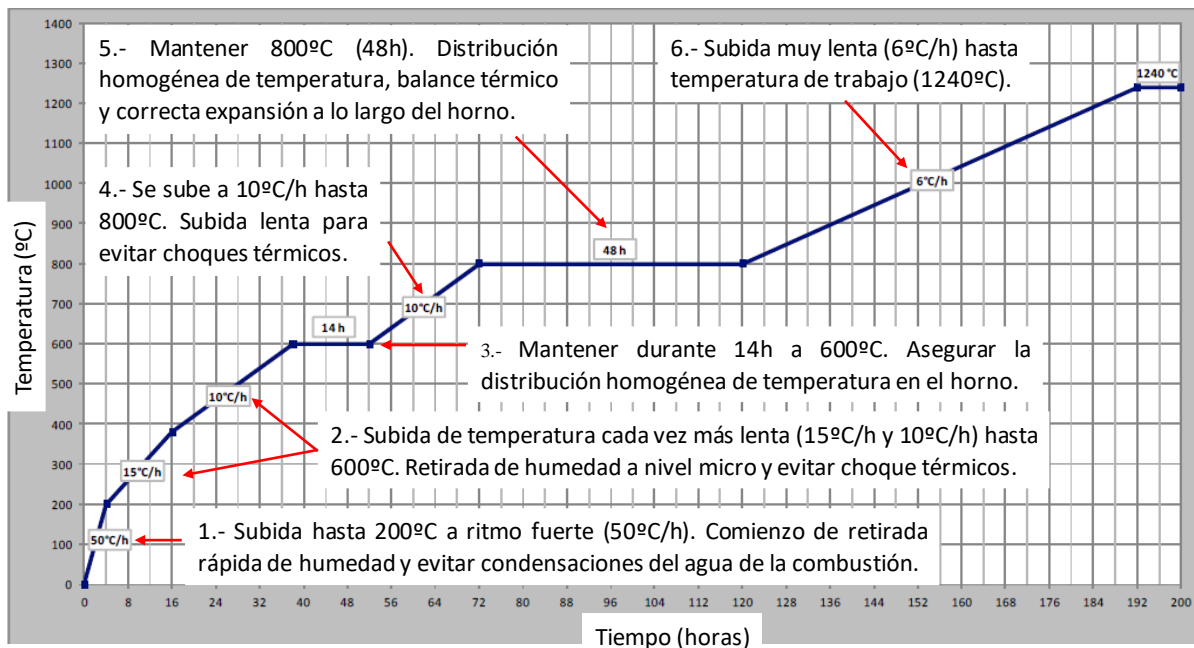 1400
1300
1200
1100
1000
900
800
700
600
500
400
300
200
100
0
Temperatura (ºC)
5.- Mantener 800ºC (48h). Distribución
homogénea de temperatura, balance térmico
y correcta expansión a lo largo del horno.
6.- Subida muy lenta (6ºC/h) hasta
temperatura de trabajo (1240ºC).
1240 °C
4.- Se sube a 10ºC/h hasta
800ºC. Subida lenta para
evitar choques térmicos.
6°C/h
48 h
10°C/h
14 h
3.- Mantener durante 14h a 600ºC. Asegurar la
distribución homogénea de temperatura en el horno.
10°C/h
2.- Subida de temperatura cada vez más lenta (15ºC/h y 10ºC/h) hasta
600ºC. Retirada de humedad a nivel micro y evitar choque térmicos.
15°C/h
1.- Subida hasta 200ºC a ritmo fuerte (50ºC/h). Comienzo de retirada
rápida de humedad y evitar condensaciones del agua de la combustión.
50°C/h
0 8 16 24 32 40 48 56 64 72 80 88 96 104 112 120 128 136 144 152 160 168 176 184 192 200
Tiempo (horas)